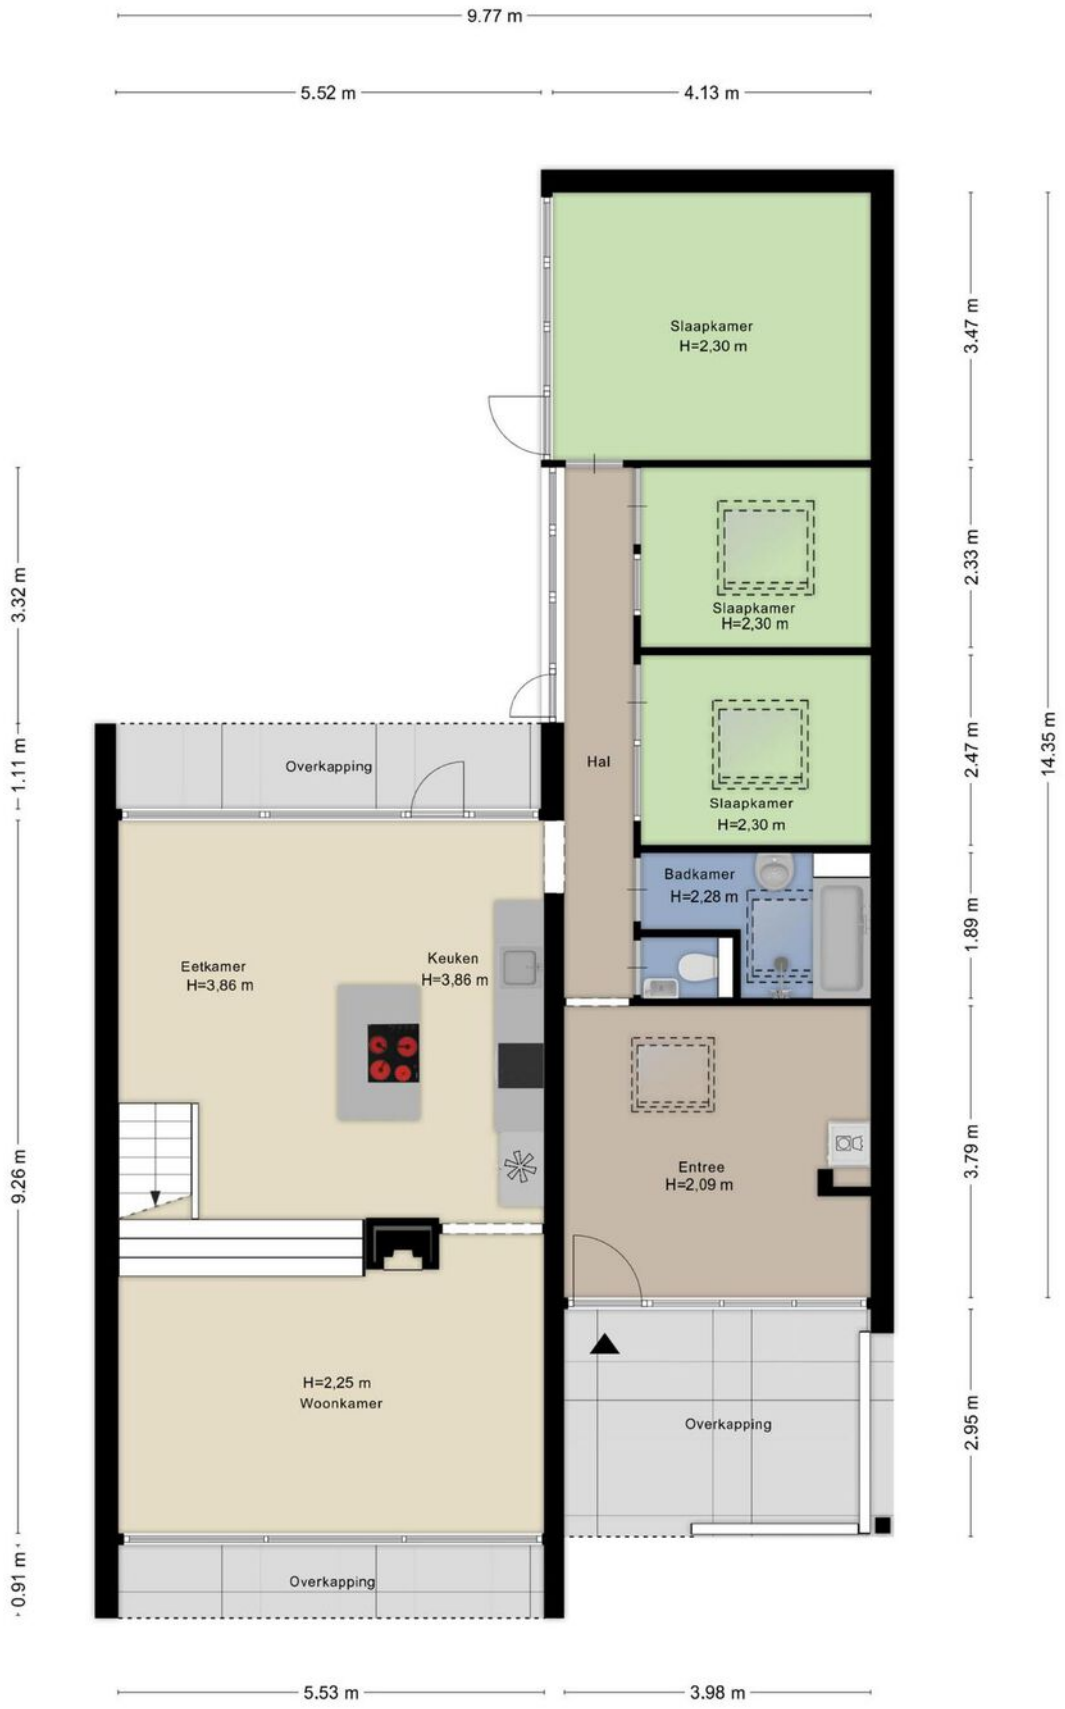 9.77 m
5.52 m
4.13 m
Slaapkamer
H=2,30 m
3.47 m
14.35 m
3.32 m
Slaapkamer
H=2,30 m
2.33 m
1.11 m
Overkapping
Hal
Slaapkamer
H=2,30 m
2.47 m
Badkamer
H=2,28 m
1.89 m
Eetkamer
H=3,86 m
Keuken
H=3,86 m
9.26 m
Entree
H=2,09 m
3.79 m
H=2,25 m
Woonkamer
Overkapping
2.95 m
Overkapping
0.91 m
5.53 m
3.98 m